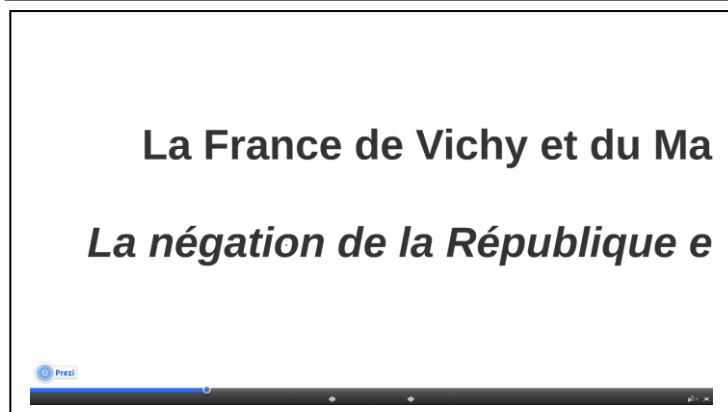 La France de Vichy et du Ma
La négation de la République e
Prezi